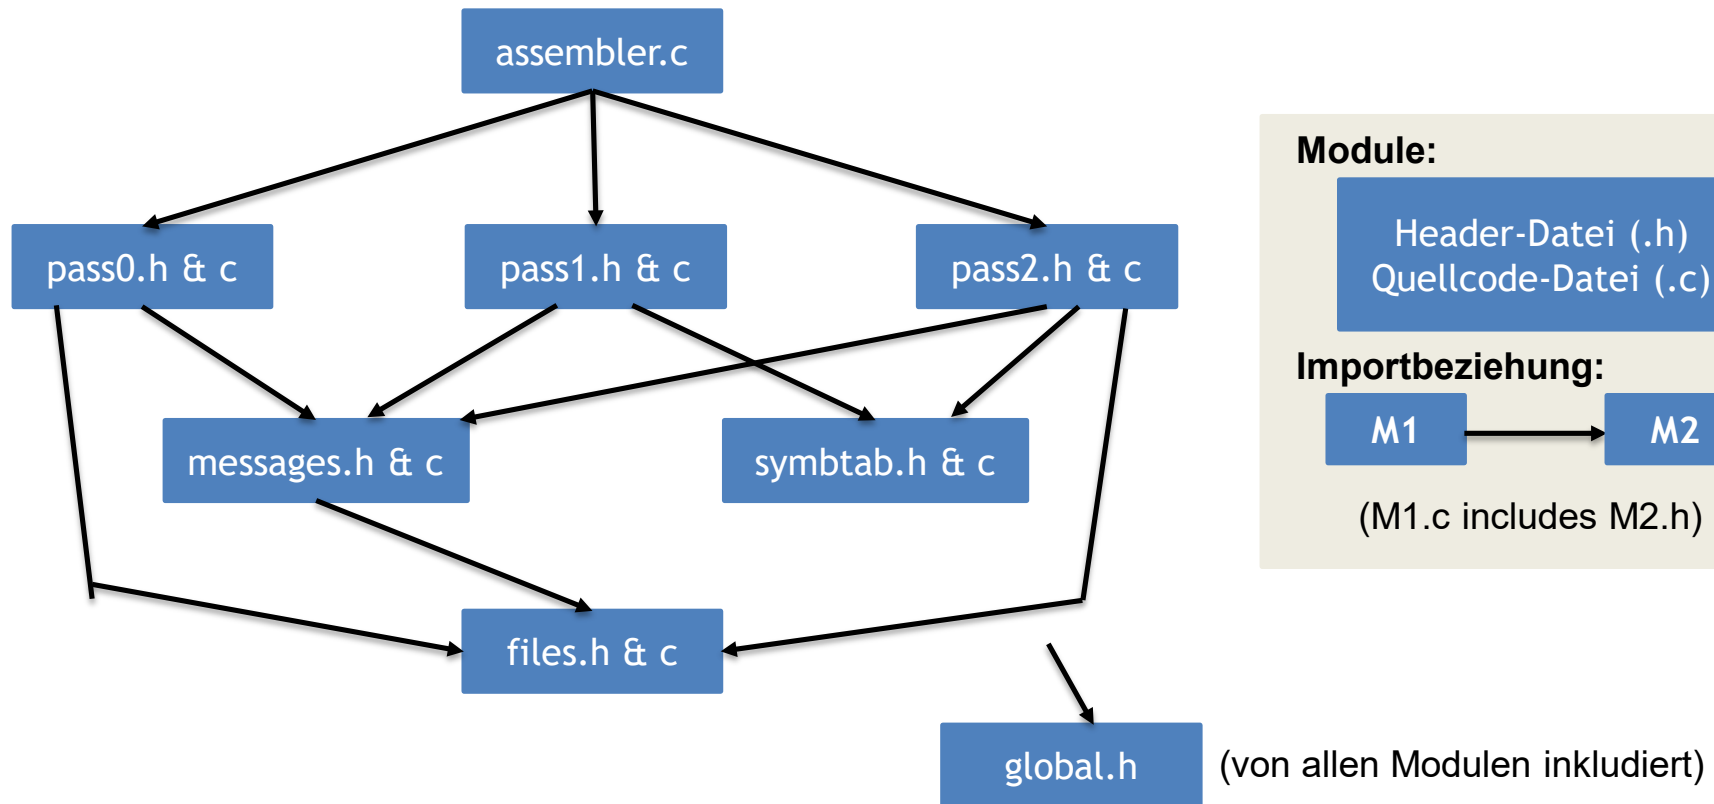 assembler.c
pass0.h & c
pass1.h & c
pass2.h & c
messages.h & c
symbtab.h & c
files.h & c
global.h
(von allen Modulen inkludiert)
Module:
Header-Datei (.h)
Quellcode-Datei (.c)
Importbeziehung:
M1
M2
(M1.c includes M2.h)